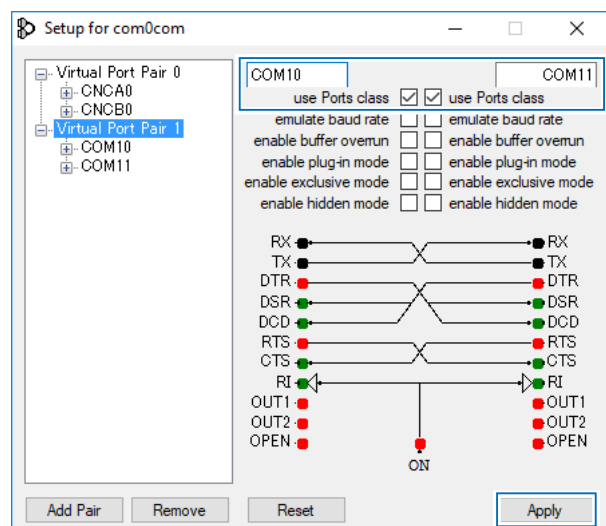 Setup for com0com
Virtual Port Pair 0
CNCA0
CNCB0
Virtual Port Pair 1
COM10
COM11
COM10 COM11
use Ports class use Ports class
emulate baud rate emulate baud rate
enable buffer overrun enable buffer overrun
enable plug-in mode enable plug-in mode
enable exclusive mode enable exclusive mode
enable hidden mode enable hidden mode
RX RX
TX TX
DTR DTR
DSR DSR
DCD DCD
RTS RTS
CTS CTS
RI RI
OUT1 OUT1
OUT2 OUT2
OPEN OPEN
ON
Add Pair Remove Reset Apply